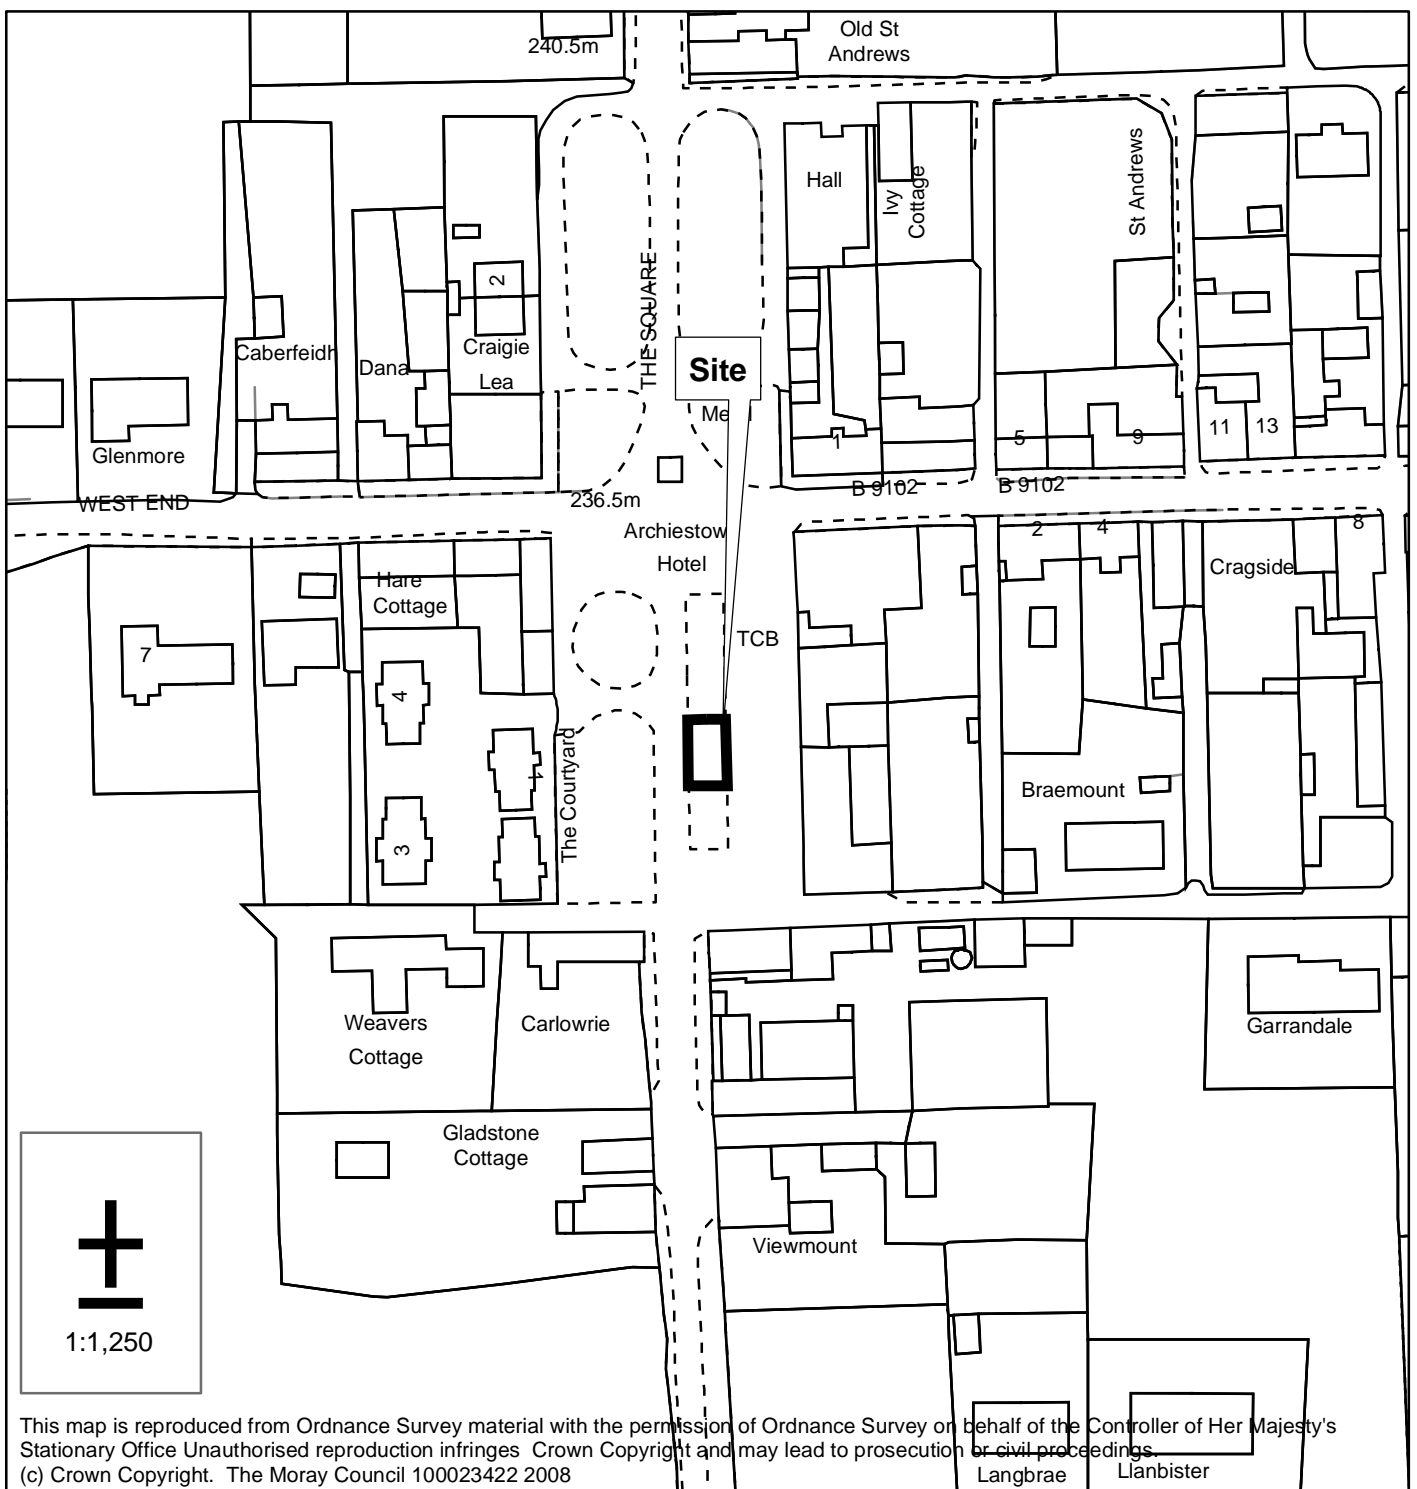 240.5m
Old St
Andrews
Hall
Ivy
Cottage
St Andrews
2
THE SQUARE
Caberfeidh
Dana
Craigie
Lea
Site
Me
Glenmore
1
5
9
11
13
WEST END
236.5m
B 9102
B 9102
Archiestow
Hotel
2
4
8
Cragside
Hare
Cottage
TCB
7
4
1
3
The Courtyard
Braemount
Weavers
Cottage
Carlowrie
Garrandale
Gladstone
Cottage
Viewmount
1:1,250
This map is reproduced from Ordnance Survey material with the permission of Ordnance Survey on behalf of the Controller of Her Majesty's
Stationary Office Unauthorised reproduction infringes Crown Copyright and may lead to prosecution or civil proceedings.
(c) Crown Copyright. The Moray Council 100023422 2008
Langbrae
Llanbister